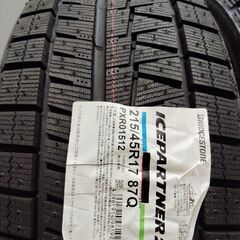 BRIDGESTONE
ICEPARTNER 2
215/45R17 87Q
PXR01512